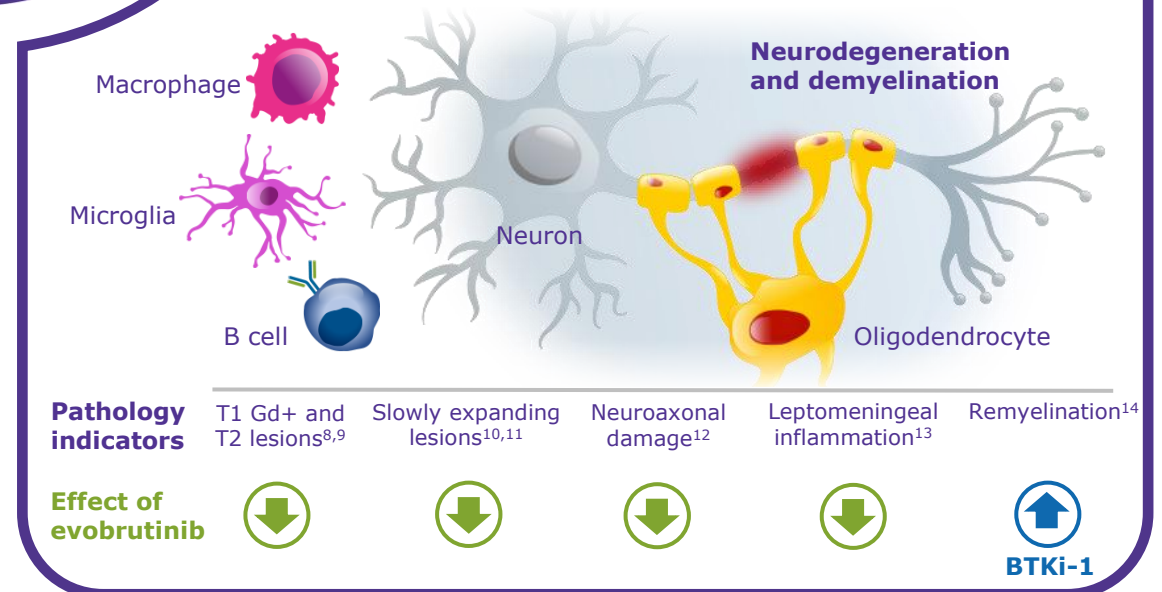 Neurodegeneration
and demyelination
Macrophage
Microglia
Neuron
B cell
Oligodendrocyte
Pathology
indicators
T1 Gd+ and
T2 lesions8,9
Slowly expanding
lesions10,11
Neuroaxonal
damage12
Leptomeningeal
inflammation13
Remyelination14
Effect of
evobrutinib
BTKi-1